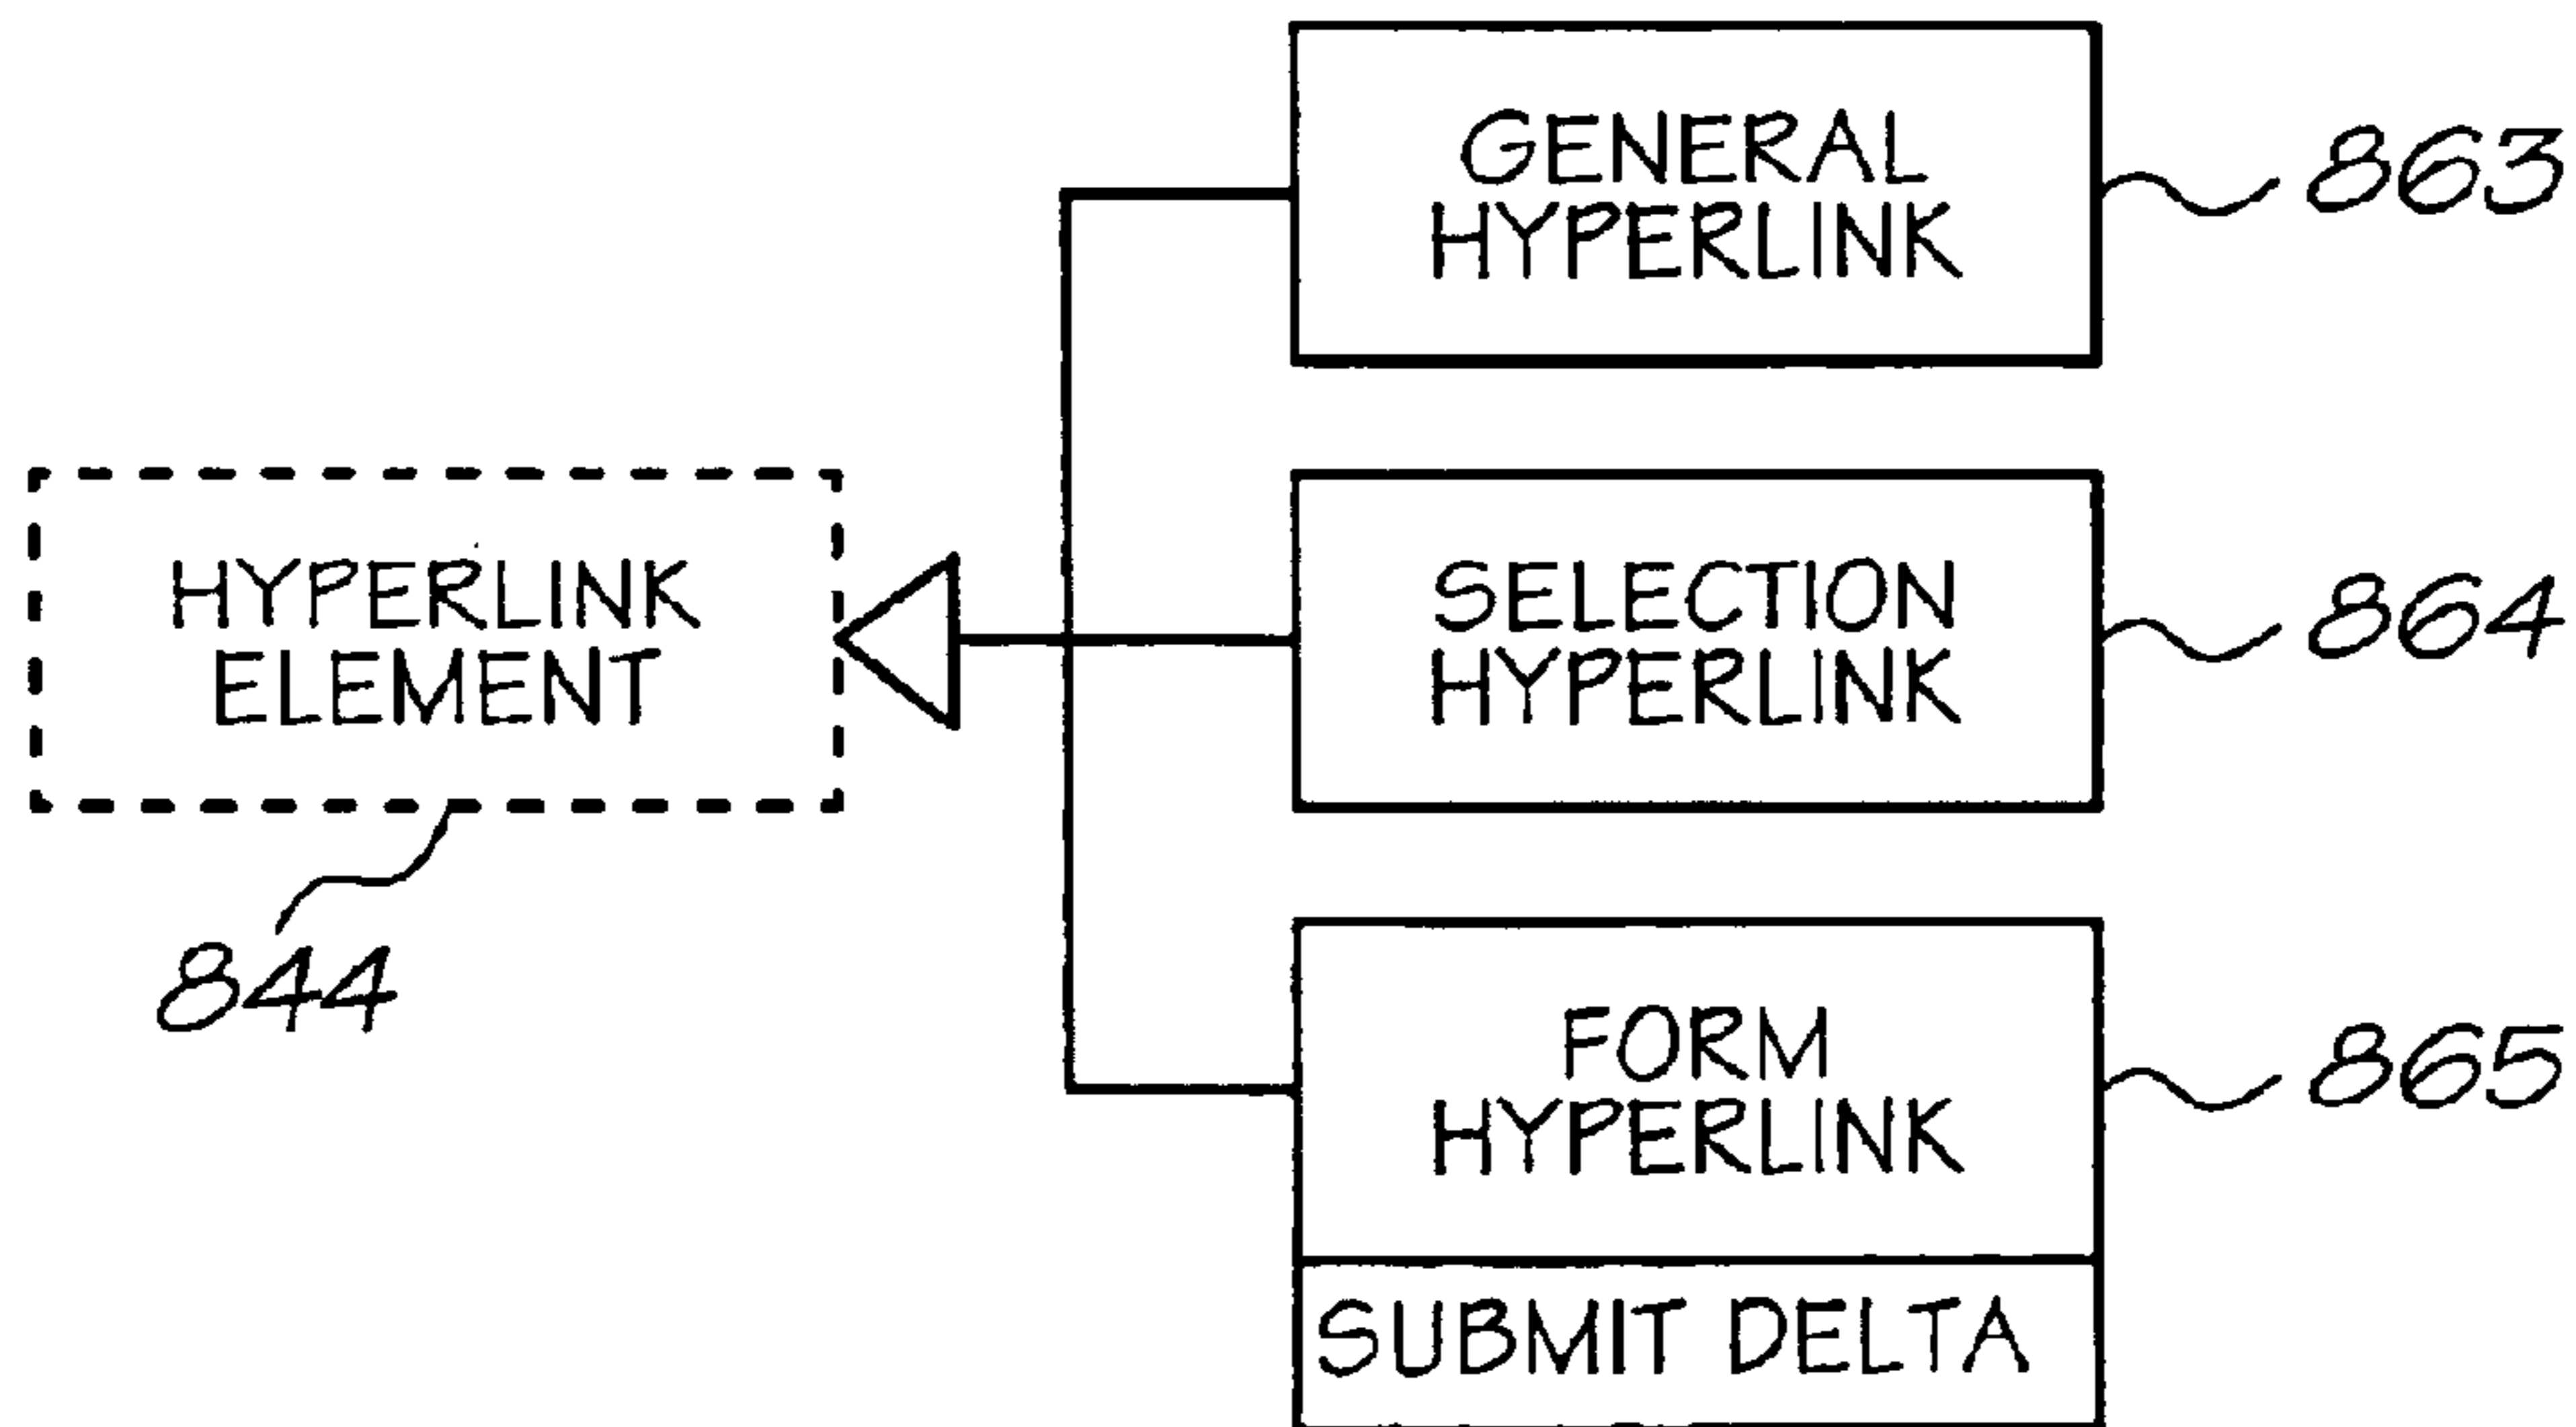 GENERAL
HYPERLINK
863
HYPERLINK
ELEMENT
844
SELECTION
HYPERLINK
864
FORM
HYPERLINK
865
SUBMIT DELTA